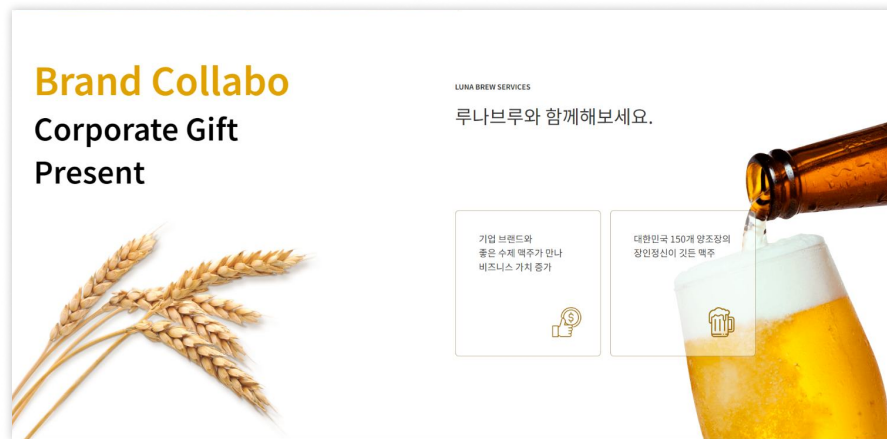 Brand Collabo
Corporate Gift
Present
LUNA BREW SERVICES
루나브루와 함께해보세요.
기업 브랜드와
좋은 수제 맥주가 만나
비즈니스 가치 증가
대한민국 150개 양조장의
장인정신이 깃든 맥주